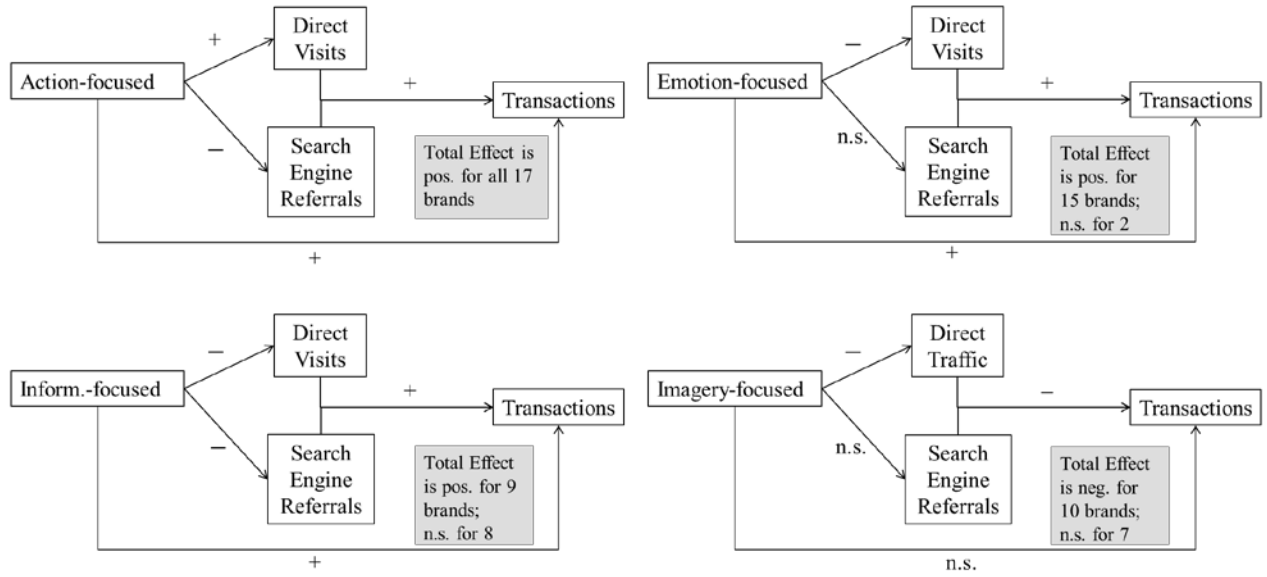 +
Direct
Visits
Action-focused
+
Transactions
−
Search
Engine
Referrals
Total Effect is
pos. for all 17
brands
+
−
Direct
Visits
Emotion-focused
+
Transactions
n.s.
Search
Engine
Referrals
Total Effect
is pos. for
15 brands;
n.s. for 2
+
−
Direct
Visits
Inform.-focused
+
Transactions
−
Search
Engine
Referrals
Total Effect
is pos. for 9
brands;
n.s. for 8
+
−
Direct
Traffic
Imagery-focused
−
Transactions
n.s.
Search
Engine
Referrals
Total Effect
is neg. for
10 brands;
n.s. for 7
n.s.